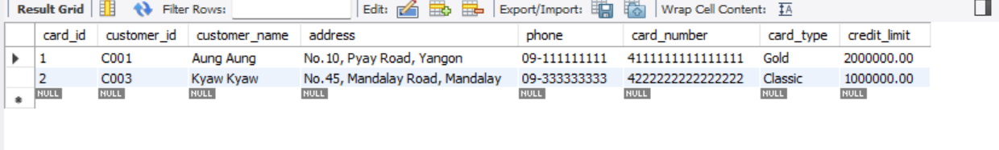 Result Grid Filter Rows: Edit: Export/Import: Wrap Cell Content: IA
card_id customer_id customer_name address phone card_number card_type credit_limit
1 C001 Aung Aung No.10, Pyay Road, Yangon 09-111111111 4111111111111111 Gold 2000000.00
2 C003 Kyaw Kyaw No.45, Mandalay Road, Mandalay 09-333333333 4222222222222222 Classic 1000000.00
NULL NULL NULL NULL NULL NULL NULL NULL